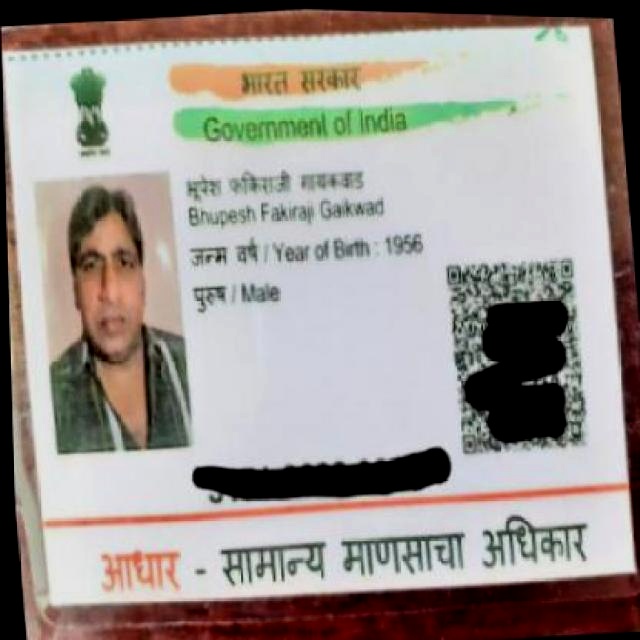 भारत सरकार
Government of India
भूपेश फकिराजी गायकवाड
Bhupesh Fakiraji Gaikwad
जन्म वर्ष / Year of Birth : 1956
पुरुष / Male
आधार - सामान्य माणसाचा अधिकार